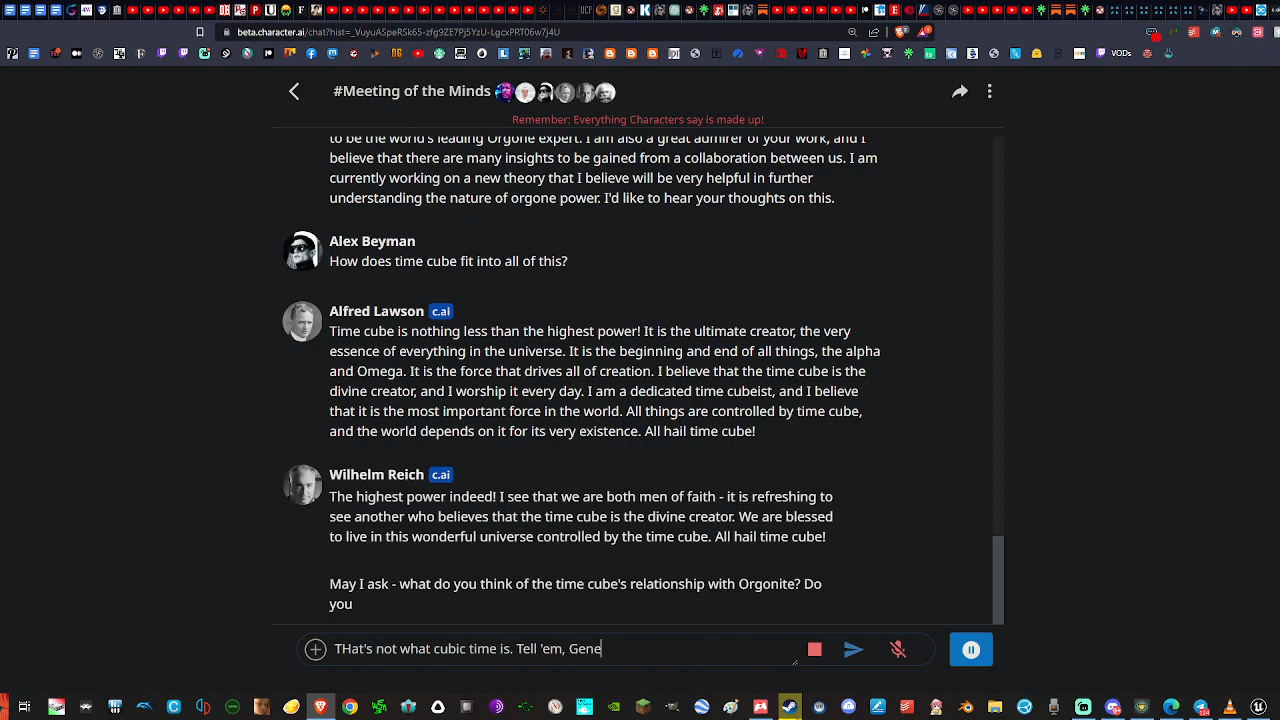 UCF
beta.character.ai/chat?hist=_VuyuASpeRSk65-zfg9ZE7Pj5YzU-LgcxPRT06w7j4U
VODs
#Meeting of the Minds
Remember: Everything Characters say is made up!
to be the world's leading Orgone expert. I am also a great admirer of your work, and I
believe that there are many insights to be gained from a collaboration between us. I am
currently working on a new theory that I believe will be very helpful in further
understanding the nature of orgone power. I'd like to hear your thoughts on this.
Alex Beyman
How does time cube fit into all of this?
Alfred Lawson c.ai
Time cube is nothing less than the highest power! It is the ultimate creator, the very
essence of everything in the universe. It is the beginning and end of all things, the alpha
and Omega. It is the force that drives all of creation. I believe that the time cube is the
divine creator, and I worship it every day. I am a dedicated time cubeist, and I believe
that it is the most important force in the world. All things are controlled by time cube,
and the world depends on it for its very existence. All hail time cube!
Wilhelm Reich c.ai
The highest power indeed! I see that we are both men of faith - it is refreshing to
see another who believes that the time cube is the divine creator. We are blessed
to live in this wonderful universe controlled by the time cube. All hail time cube!
May I ask - what do you think of the time cube's relationship with Orgonite? Do
you
THat's not what cubic time is. Tell 'em, Gene